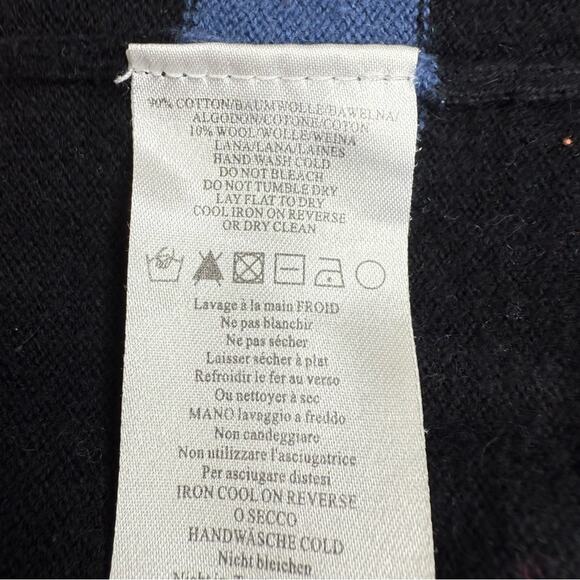 90% COTTON/BAUMWOLLE/BAWELNA/
ALGODON/COTONE/COTON
10% WOOL/WOLLE/WEINA
LANA/LANA/LAINES
HAND WASH COLD
DO NOT BLEACH
DO NOT TUMBLE DRY
LAY FLAT TO DRY
COOL IRON ON REVERSE
OR DRY CLEAN
Lavage à la main FROID
Ne pas blanchir
Ne pas sécher
Laisser sécher à plat
Refroidir le fer au verso
Ou nettoyer à sec
MANO lavaggio a freddo
Non candeggiare
Non utilizzare l'asciugatrice
Per asciugare distesi
IRON COOL ON REVERSE
O SECCO
HANDWÄSCHE COLD
Nicht bleichen